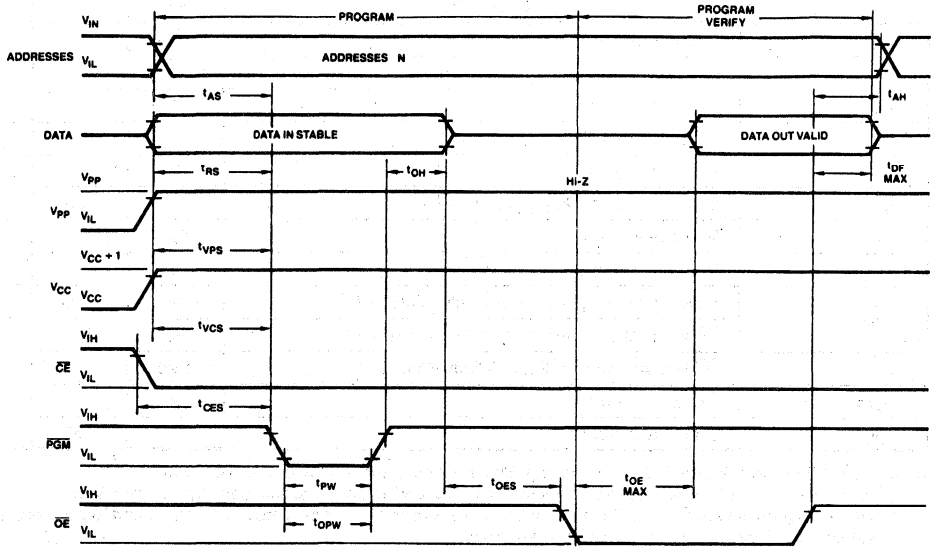 PROGRAM
PROGRAM
VERIFY
VIN
ADDRESSES
VIL
ADDRESSES N
tAS
tAH
DATA
DATA IN STABLE
DATA OUT VALID
tRS
tOH
Hi-Z
tDF
MAX
VPP
VPP
VIL
tVPS
VCC + 1
VCC
VCC
tVCS
VIH
CE
VIL
tCES
VIH
PGM
VIL
tPW
tOES
tOE
MAX
VIH
tOPW
OE
VIL